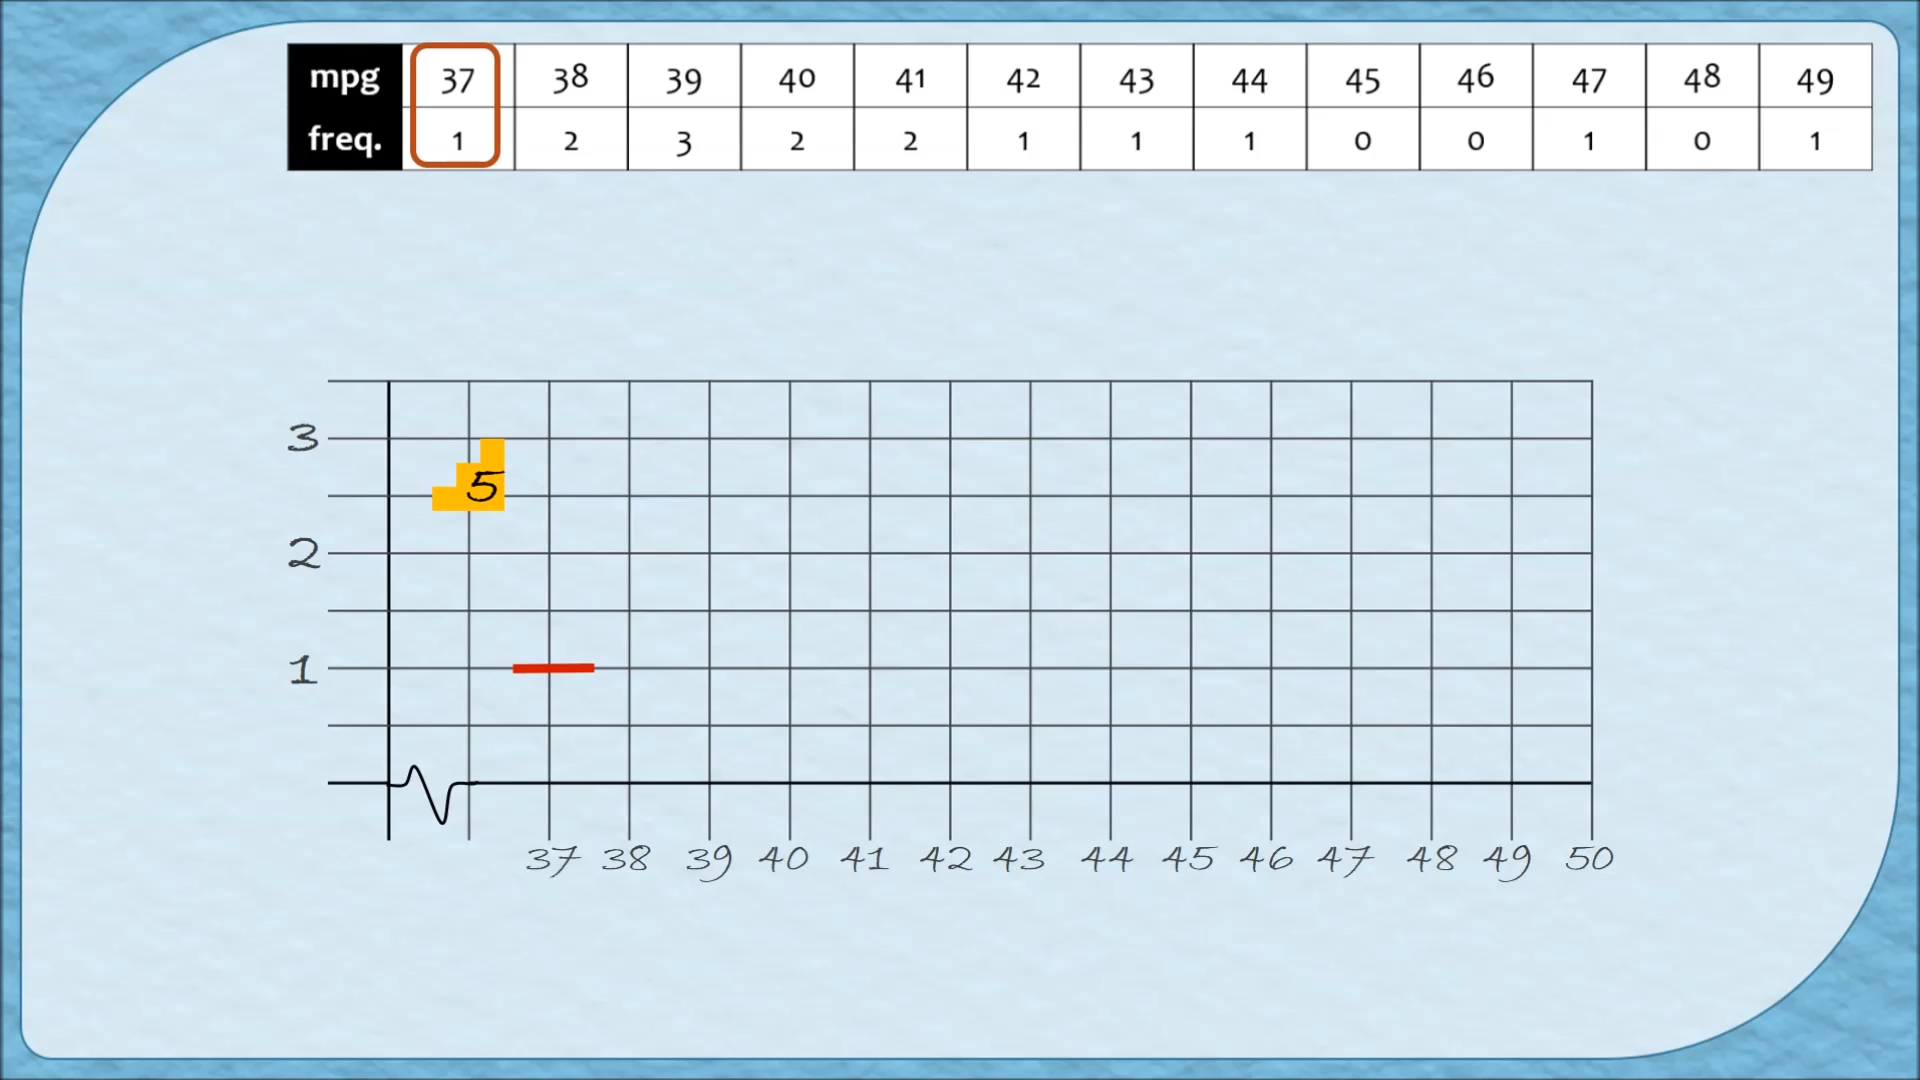 mpg 37 38 39 40 41 42 43 44 45 46 47 48 49
freq. 1 2 3 2 2 1 1 1 0 0 1 0 1
3
5
2
1
37 38 39 40 41 42 43 44 45 46 47 48 49 50